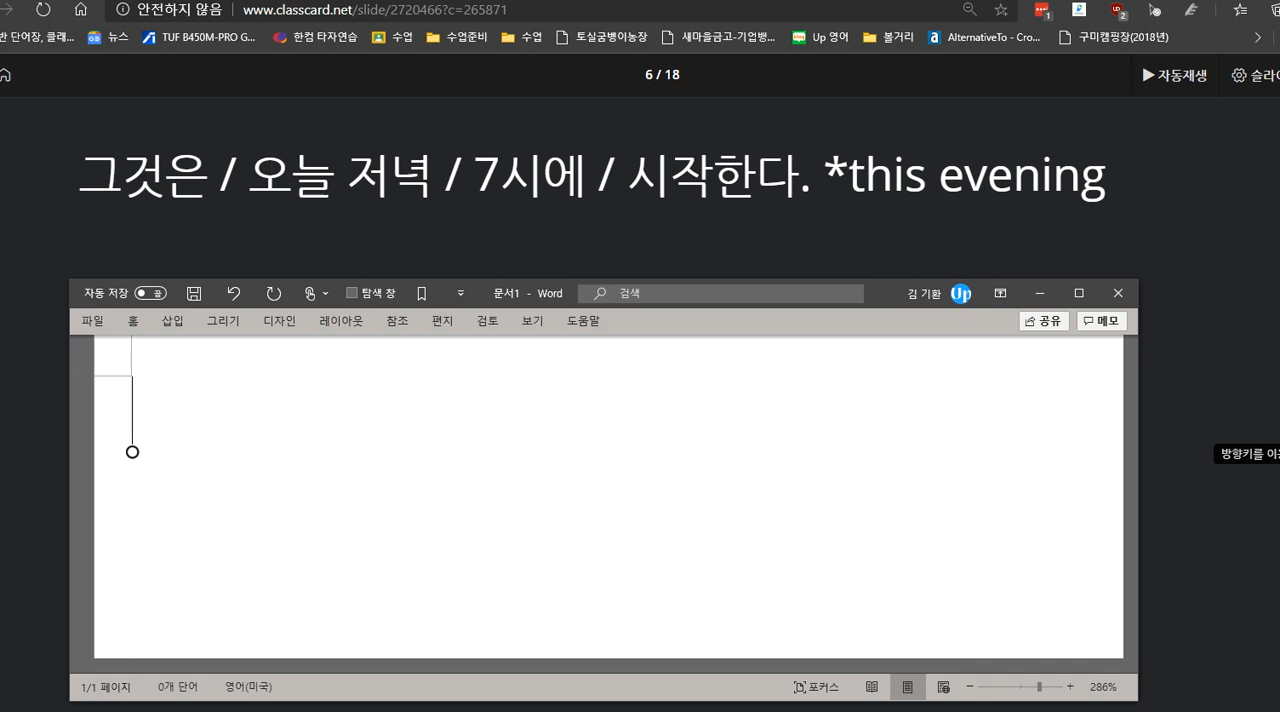 안전하지 않음 www.classcard.net/slide/2720466?c=265871
1 2
반 단어장, 클래... 뉴스 TUF B450M-PRO G... 한컴 타자연습 수업 수업준비 수업 토실굼벵이농장 새마을금고-기업뱅... Up 영어 볼거리 AlternativeTo - Cro... 구미캠핑장(2018년)
6 / 18
자동재생 슬라이
그것은 / 오늘 저녁 / 7시에 / 시작한다. *this evening
자동 저장 끔 탐색 창 문서1 - Word 검색 김 기환 Up
파일 홈 삽입 그리기 디자인 레이아웃 참조 편지 검토 보기 도움말 공유 메모
방향키를 이용
1/1 페이지 0개 단어 영어(미국) 포커스 286%